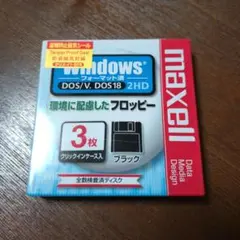 Windows®
フォーマット済
DOS/V, DOS18 2HD
環境に配慮したフロッピー
3枚
クリックインケース入
ブラック
全数検査済ディスク
maxell
Data
Media
Design